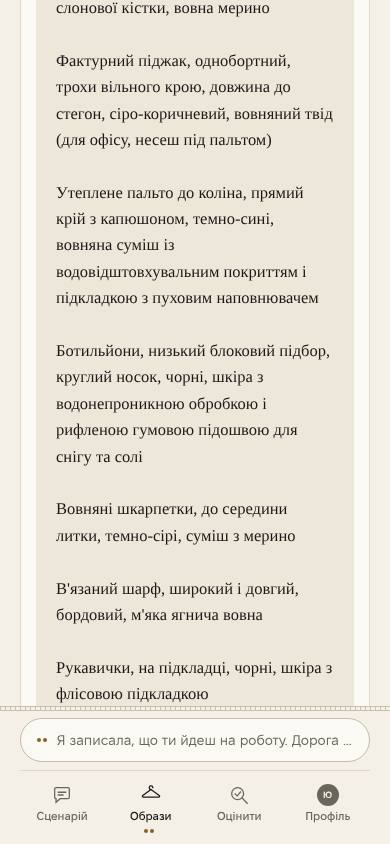 слонової кістки, вовна мерино
Фактурний піджак, однобортний,
трохи вільного крою, довжина до
стегон, сіро-коричневий, вовняний твід
(для офісу, несеш під пальтом)
Утеплене пальто до коліна, прямий
крій з капюшоном, темно-сині,
вовняна суміш із
водовідштовхувальним покриттям і
підкладкою з пуховим наповнювачем
Ботильйони, низький блоковий підбор,
круглий носок, чорні, шкіра з
водонепроникною обробкою і
рифленою гумовою підошвою для
снігу та солі
Вовняні шкарпетки, до середини
литки, темно-сірі, суміш з мерино
В'язаний шарф, широкий і довгий,
бордовий, м'яка ягнича вовна
Рукавички, на підкладці, чорні, шкіра з
флісовою підкладкою
Я записала, що ти йдеш на роботу. Дорога ...
Сценарій
Образи
Оцінити
Ю
Профіль